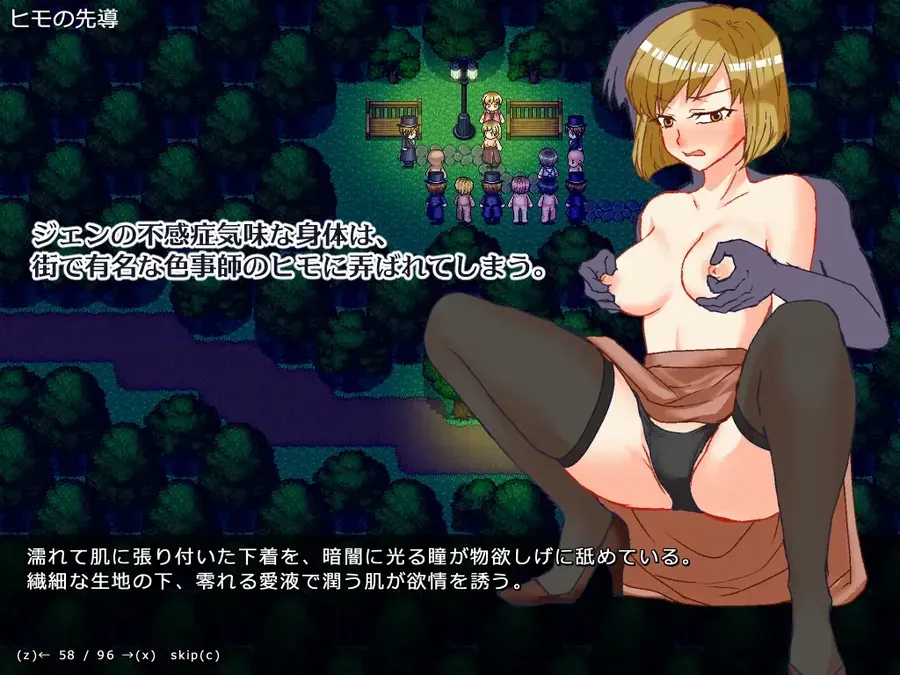 ヒモの先導
ジェンの不感症気味な身体は、
街で有名な色事師のヒモに弄ばれてしまう。
濡れて肌に張り付いた下着を、暗闇に光る瞳が物欲しげに舐めている。
繊細な生地の下、零れる愛液で潤う肌が欲情を誘う。
(z)← 58 / 96 →(x) skip(c)